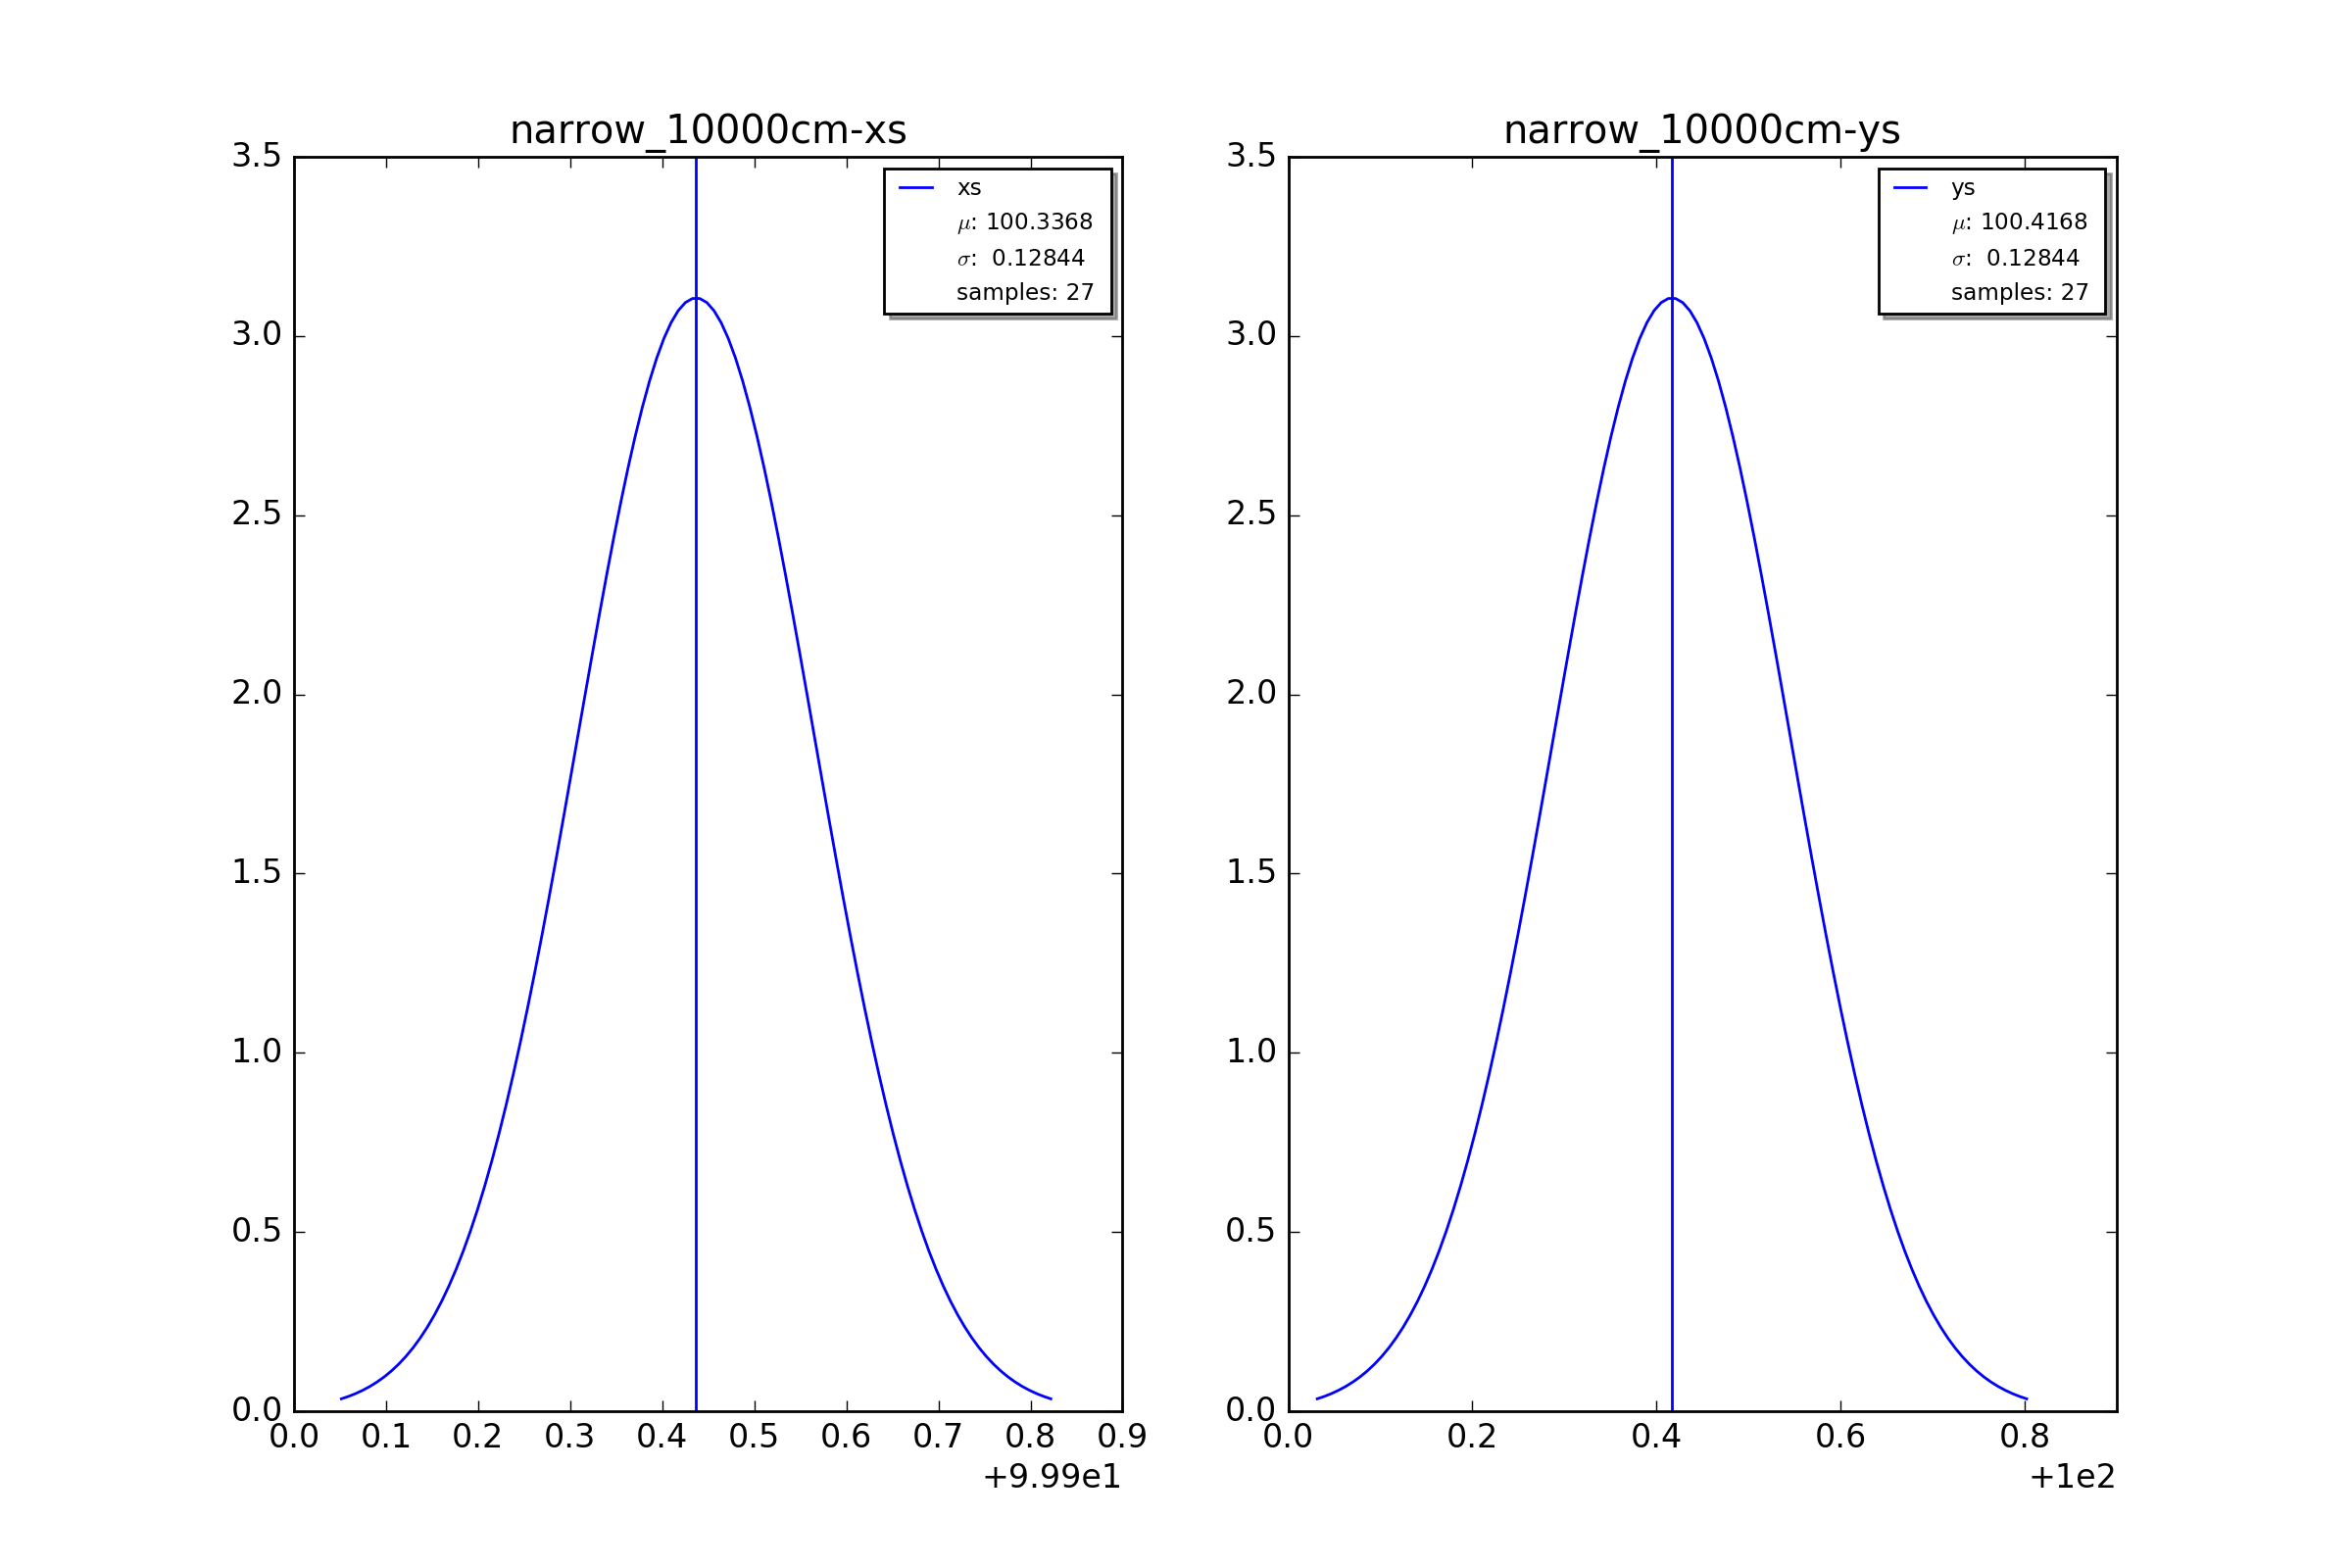 narrow_10000cm-xs
3.5
3.0
2.5
2.0
1.5
1.0
0.5
0.0
xs
μ: 100.3368
σ: 0.12844
samples: 27
0.0 0.1 0.2 0.3 0.4 0.5 0.6 0.7 0.8 0.9
+9.99e1
narrow_10000cm-ys
3.5
3.0
2.5
2.0
1.5
1.0
0.5
0.0
ys
μ: 100.4168
σ: 0.12844
samples: 27
0.0 0.2 0.4 0.6 0.8
+1e2